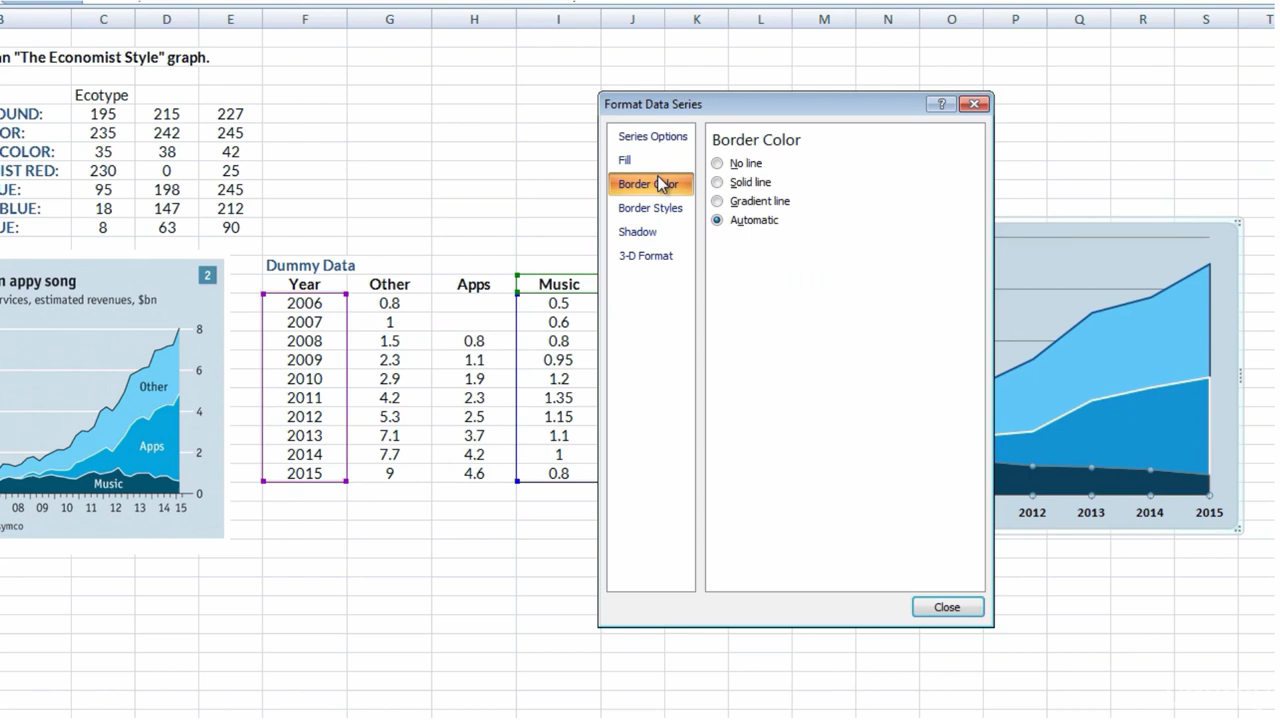 B C D E F G H I J K L M N O P Q R S T
n "The Economist Style" graph.
Ecotype
OUND: 195 215 227
OR: 235 242 245
COLOR: 35 38 42
IST RED: 230 0 25
UE: 95 198 245
BLUE: 18 147 212
UE: 8 63 90
n appy song 2
rvices, estimated revenues, $bn
8
6
4
2
0
Other
Apps
Music
08 09 10 11 12 13 14 15
symco
Dummy Data
Year Other Apps Music
2006 0.8 0.5
2007 1 0.6
2008 1.5 0.8 0.8
2009 2.3 1.1 0.95
2010 2.9 1.9 1.2
2011 4.2 2.3 1.35
2012 5.3 2.5 1.15
2013 7.1 3.7 1.1
2014 7.7 4.2 1
2015 9 4.6 0.8
Format Data Series
Series Options
Fill
Border Color
Border Styles
Shadow
3-D Format
Border Color
No line
Solid line
Gradient line
Automatic
Close
2012 2013 2014 2015